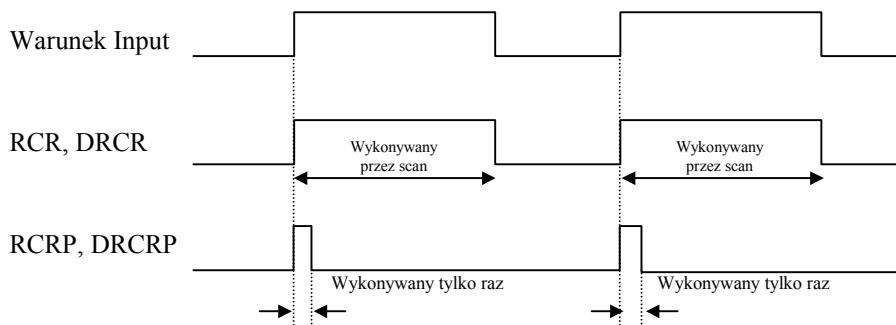 Warunek Input
RCR, DRCR
Wykonywany
przez scan
Wykonywany
przez scan
RCRP, DRCRP
Wykonywany tylko raz
Wykonywany tylko raz